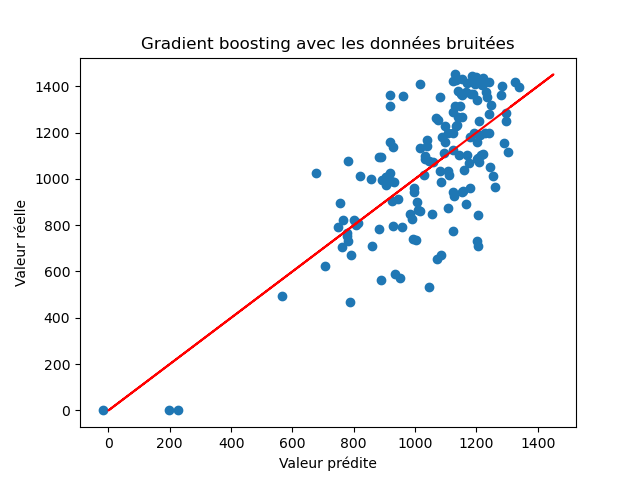 Gradient boosting avec les données bruitées
1400
1200
1000
800
600
400
200
0
Valeur réelle
0 200 400 600 800 1000 1200 1400
Valeur prédite